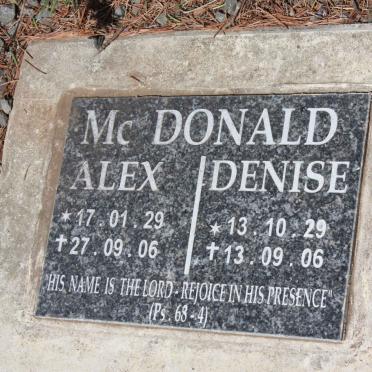 Mc DONALD
ALEX DENISE
*17.01.29 *13.10.29
✝27.09.06 ✝13.09.06
"HIS NAME IS THE LORD - REJOICE IN HIS PRESENCE"
(Ps. 68-4)